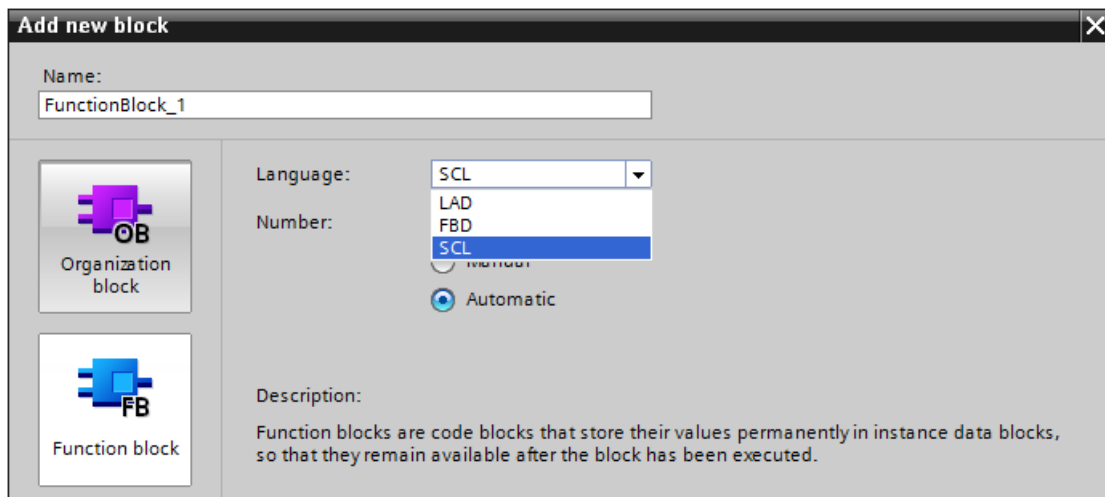 Add new block
Name:
FunctionBlock_1
OB
Organization
block
FB
Function block
Language:
SCL
LAD
FBD
SCL
Number:
Manual
Automatic
Description:
Function blocks are code blocks that store their values permanently in instance data blocks,
so that they remain available after the block has been executed.